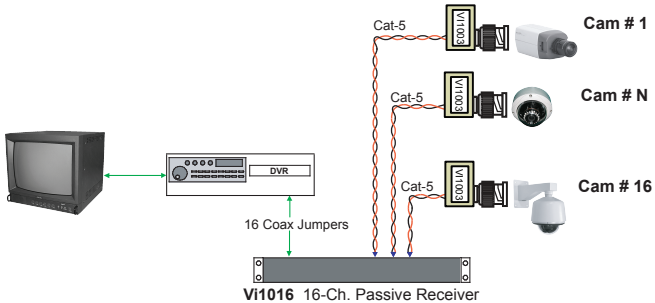 Cat-5
Vi1003
Cam # 1
Cat-5
Vi1003
Cam # N
DVR
Cat-5
Vi1003
Cam # 16
16 Coax Jumpers
Vi1016 16-Ch. Passive Receiver